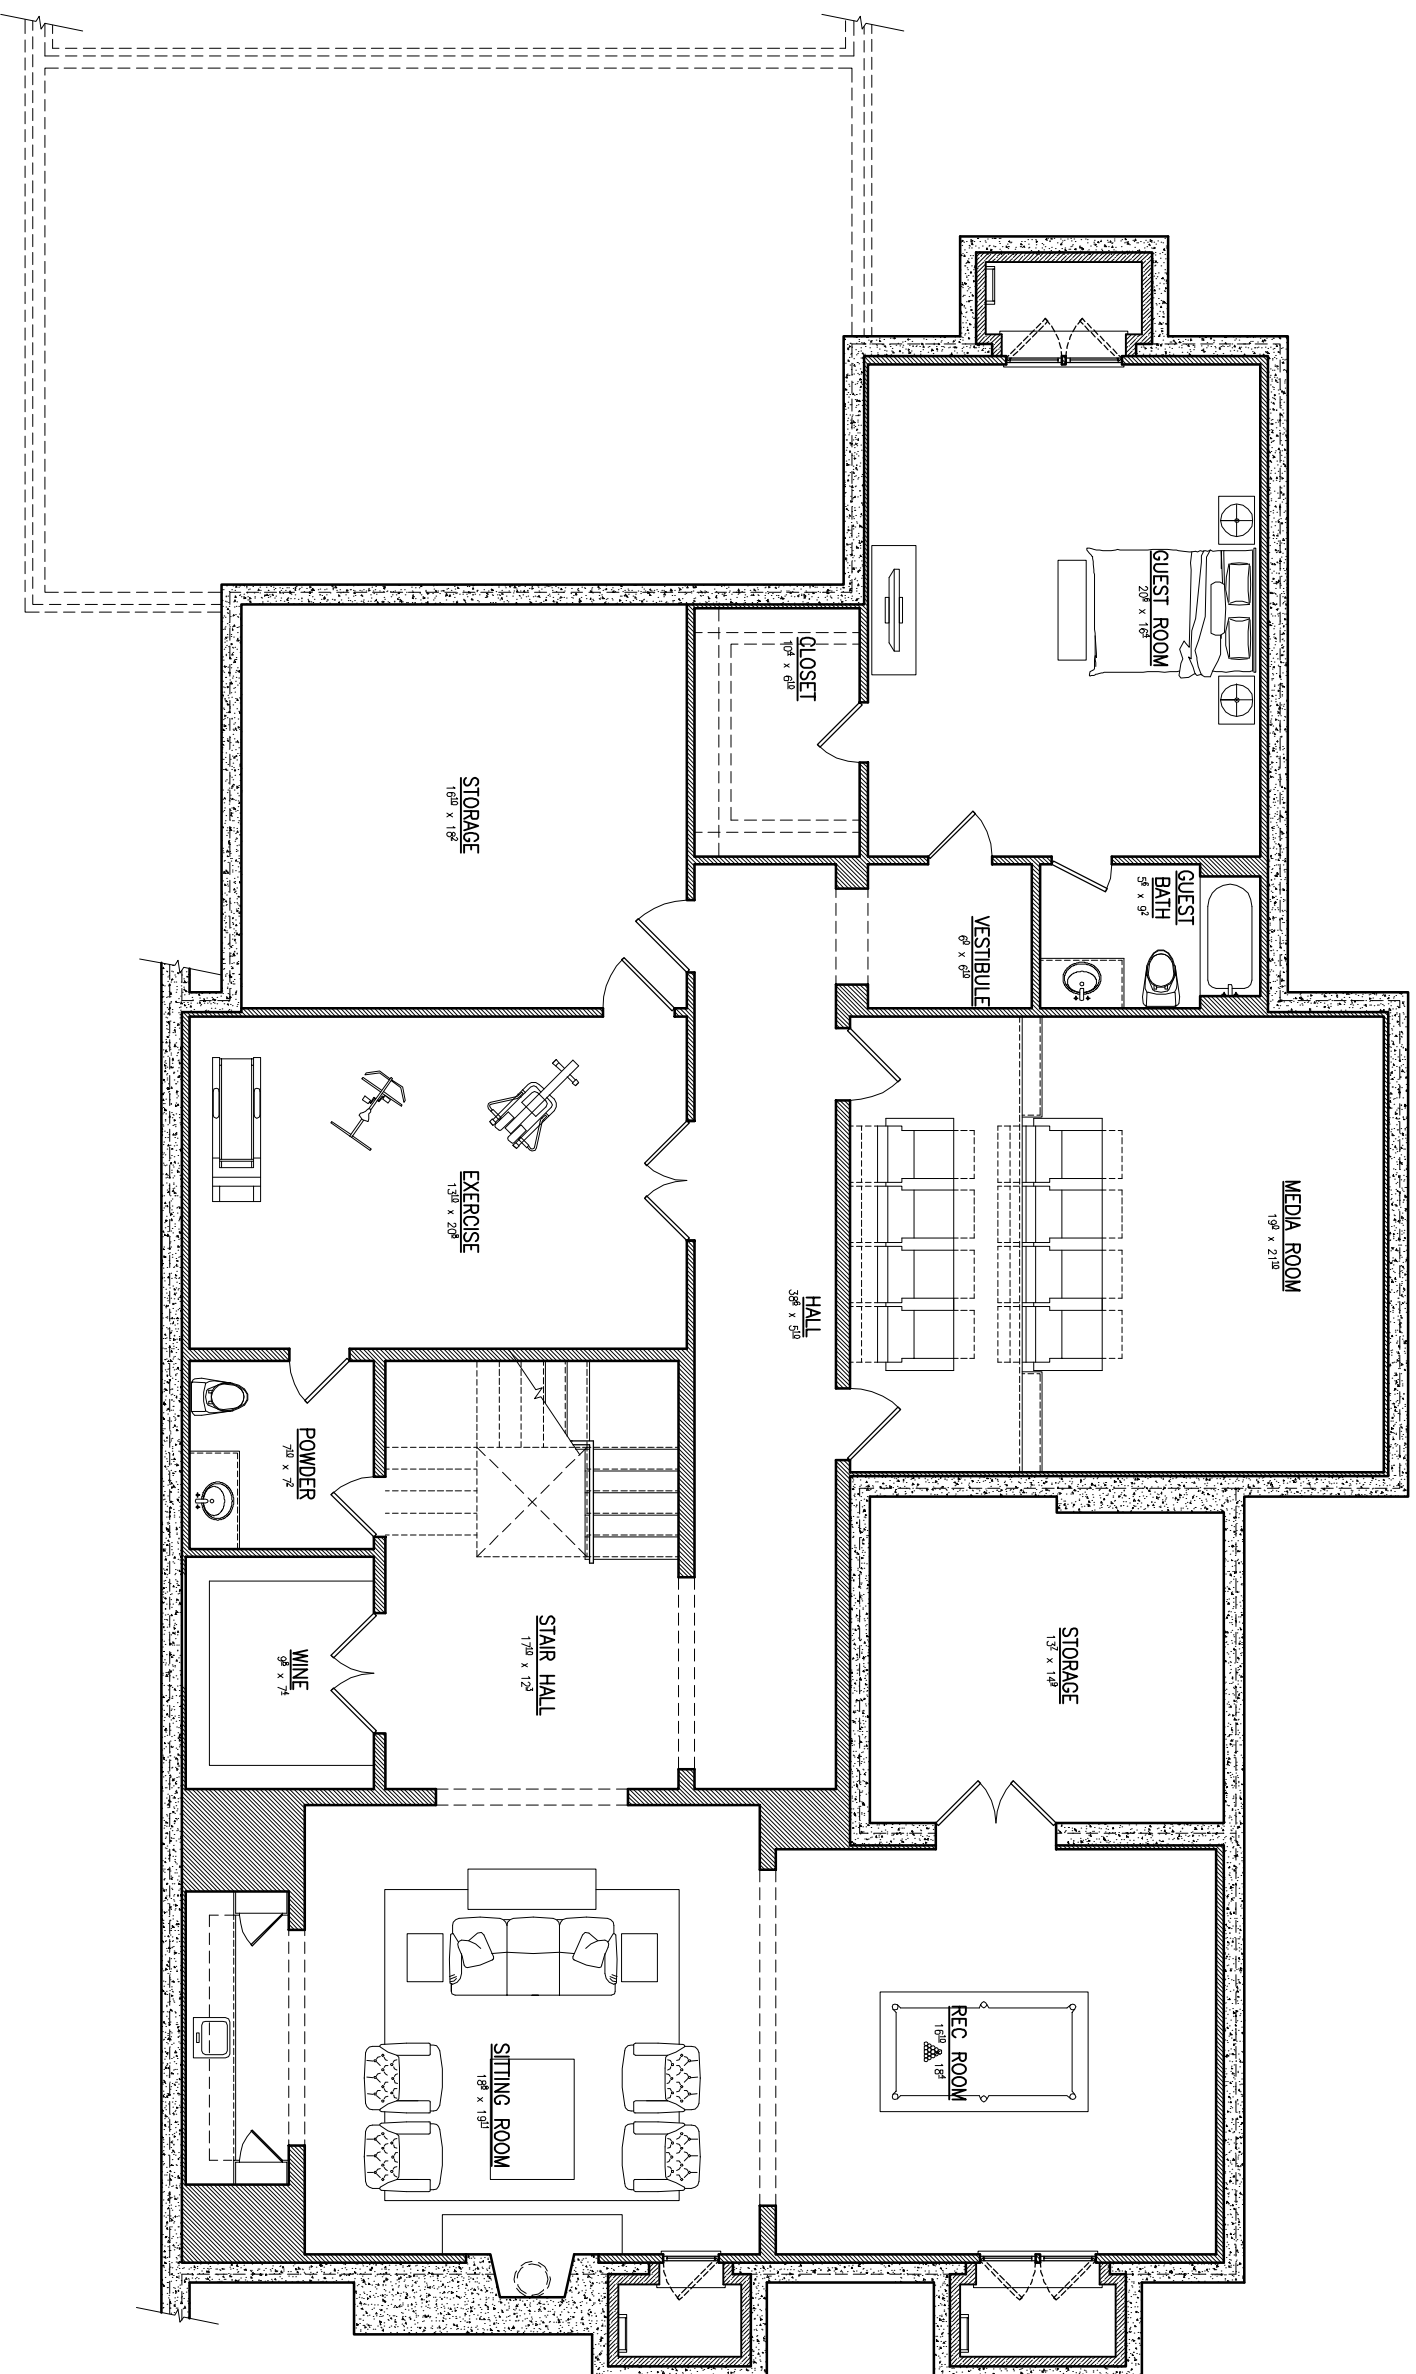 MEDIA ROOM
19⁰ x 21¹⁰
GUEST
BATH
5⁶ x 9²
GUEST ROOM
20⁶ x 16⁴
STORAGE
13⁷ x 14⁹
VESTIBULE
6⁰ x 6¹⁰
REC ROOM
16¹⁰ x 18⁴
HALL
38⁶ x 5¹⁰
CLOSET
10⁴ x 6¹⁰
STAIR HALL
17¹⁰ x 12³
SITTING ROOM
18⁸ x 19¹¹
STORAGE
16¹⁰ x 18²
EXERCISE
13¹⁰ x 20⁸
POWDER
7¹⁰ x 7²
WINE
9⁸ x 7⁴